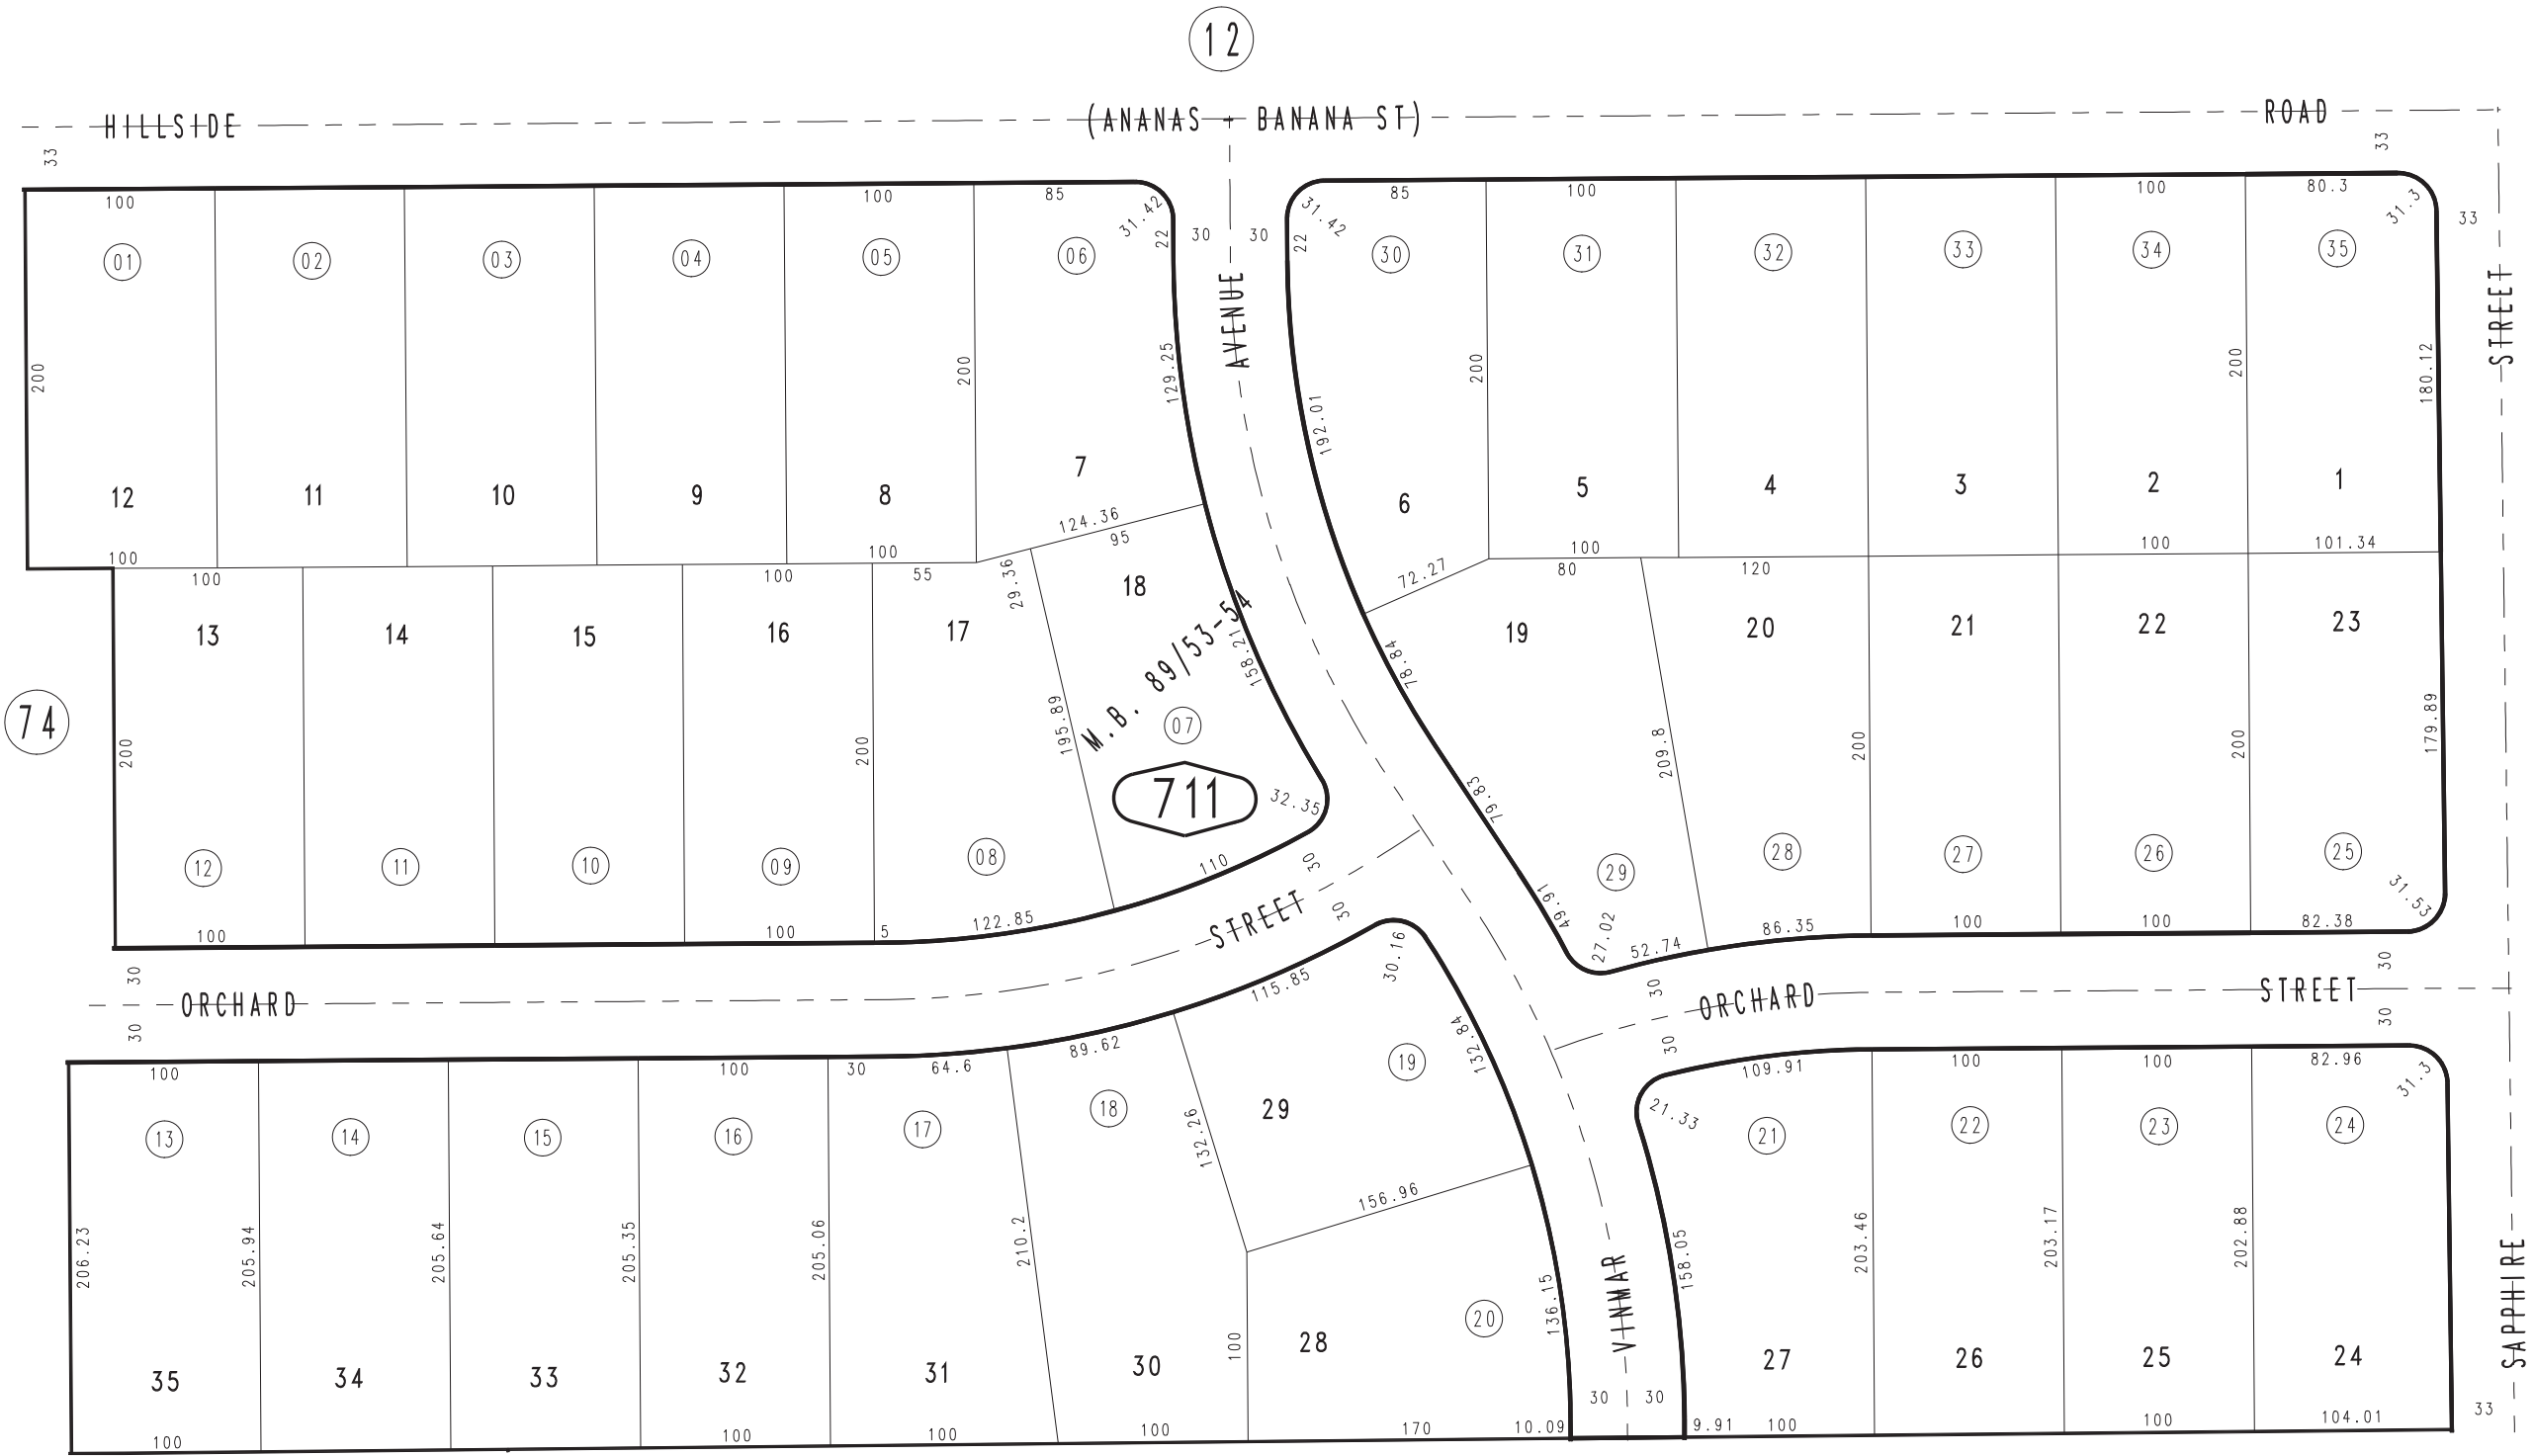 12
HILLSIDE (ANANAS - BANANA ST) ROAD
33 33
100 100 85 31.42 22 30 30 22 31.42 85 100 100 80.3 31.3 33
01 02 03 04 05 06 30 31 32 33 34 35
AVENUE
STREET
200 200 129.25 192.01 200 200 180.12
12 11 10 9 8 7 6 5 4 3 2 1
100 100 124.36 72.27 100 100 101.34
100 100 55 29.36 95 80 120
13 14 15 16 17 18 19 20 21 22 23
M.B. 89/53-54
158.21 78.84
74
200 200 195.89 07 79.83 209.8 200 200 179.89
711
32.35
12 11 10 09 08 29 28 27 26 25
100 100 5 122.85 110 30 49.91 27.02 52.74 86.35 100 100 82.38 31.53
STREET
30 30 30 30 30
ORCHARD ORCHARD STREET
30 30 30
100 100 30 64.6 89.62 115.85 30.16 132.84 109.91 100 100 82.96 31.3
21.33
13 14 15 16 17 18 19 21 22 23 24
29
132.26
156.96
206.23 205.94 205.64 205.35 205.06 210.2 158.05 203.46 203.17 202.88
VINMAR
SAPPHIRE
100 136.15 20
35 34 33 32 31 30 28 27 26 25 24
30 30
100 100 100 100 170 10.09 9.91 100 100 104.01 33